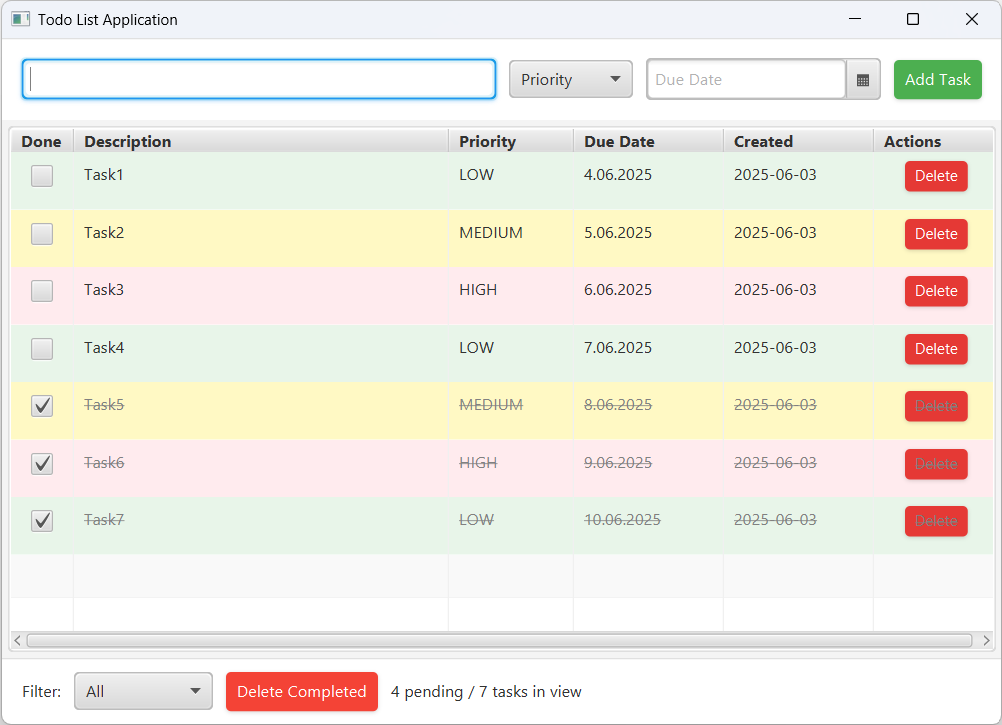 Todo List Application
Priority Due Date Add Task
Done Description Priority Due Date Created Actions
Task1 LOW 4.06.2025 2025-06-03 Delete
Task2 MEDIUM 5.06.2025 2025-06-03 Delete
Task3 HIGH 6.06.2025 2025-06-03 Delete
Task4 LOW 7.06.2025 2025-06-03 Delete
Task5 MEDIUM 8.06.2025 2025-06-03 Delete
Task6 HIGH 9.06.2025 2025-06-03 Delete
Task7 LOW 10.06.2025 2025-06-03 Delete
Filter: All Delete Completed 4 pending / 7 tasks in view